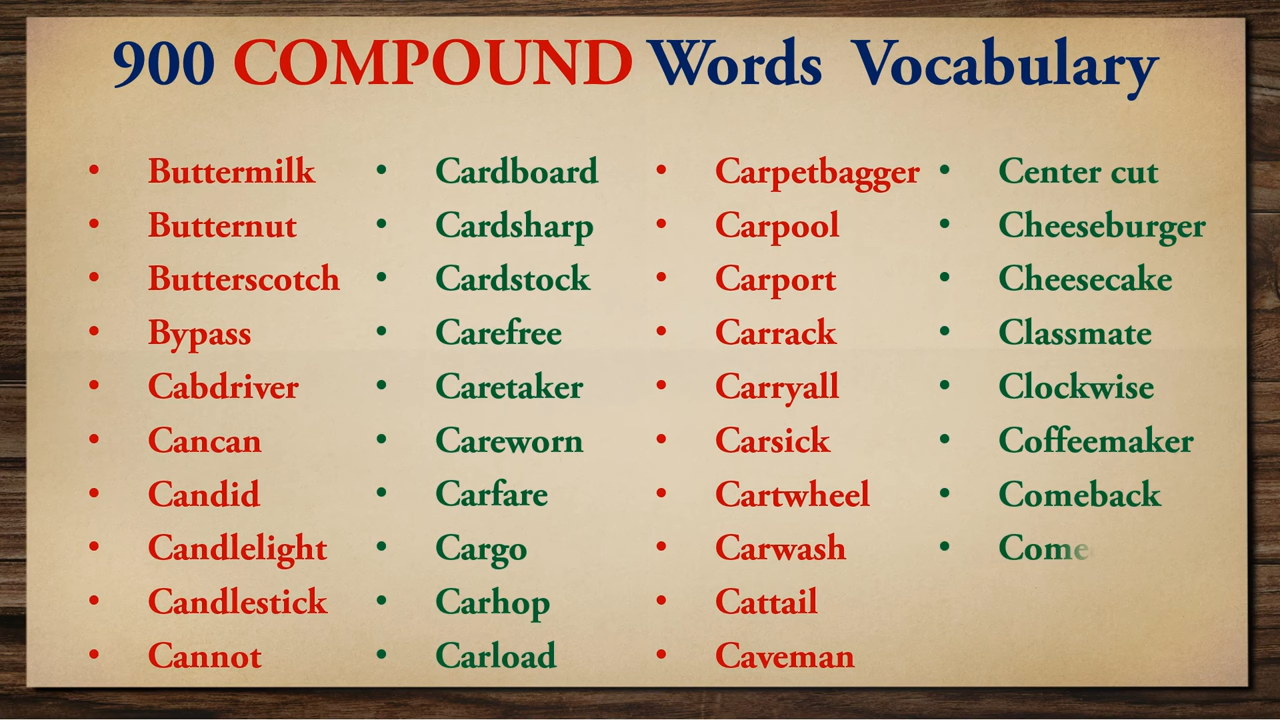 900 COMPOUND Words Vocabulary
• Buttermilk
• Butternut
• Butterscotch
• Bypass
• Cabdriver
• Cancan
• Candid
• Candlelight
• Candlestick
• Cannot
• Cardboard
• Cardsharp
• Cardstock
• Carefree
• Caretaker
• Careworn
• Carfare
• Cargo
• Carhop
• Carload
• Carpetbagger
• Carpool
• Carport
• Carrack
• Carryall
• Carsick
• Cartwheel
• Carwash
• Cattail
• Caveman
• Center cut
• Cheeseburger
• Cheesecake
• Classmate
• Clockwise
• Coffeemaker
• Comeback
• Come